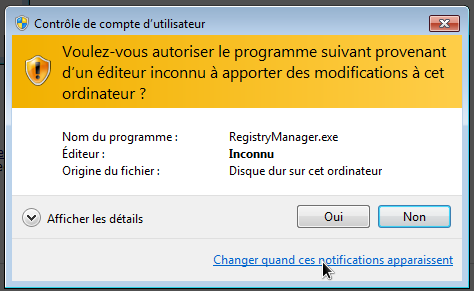 Contrôle de compte d'utilisateur
Voulez-vous autoriser le programme suivant provenant
d'un éditeur inconnu à apporter des modifications à cet
ordinateur ?
Nom du programme : RegistryManager.exe
Éditeur : Inconnu
Origine du fichier : Disque dur sur cet ordinateur
Afficher les détails Oui Non
Changer quand ces notifications apparaissent